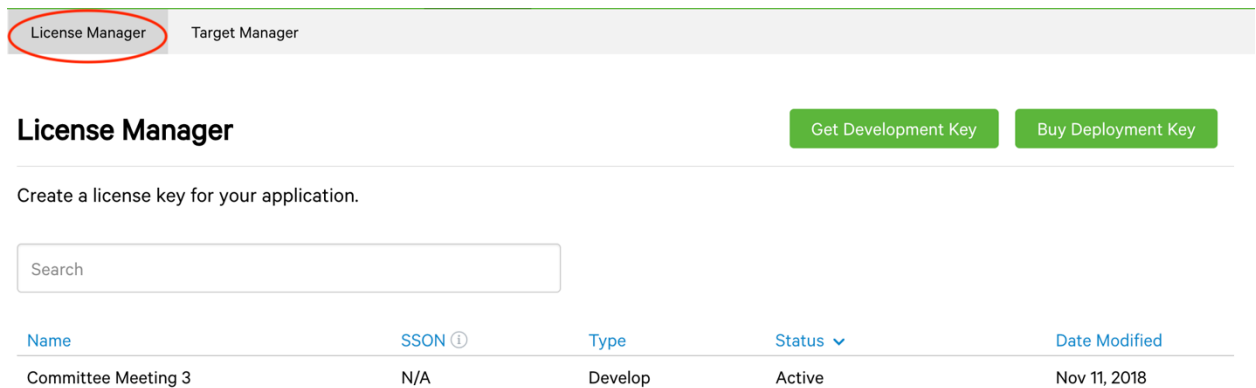 License Manager Target Manager
License Manager Get Development Key Buy Deployment Key
Create a license key for your application.
Search
Name SSON i Type Status Date Modified
Committee Meeting 3 N/A Develop Active Nov 11, 2018